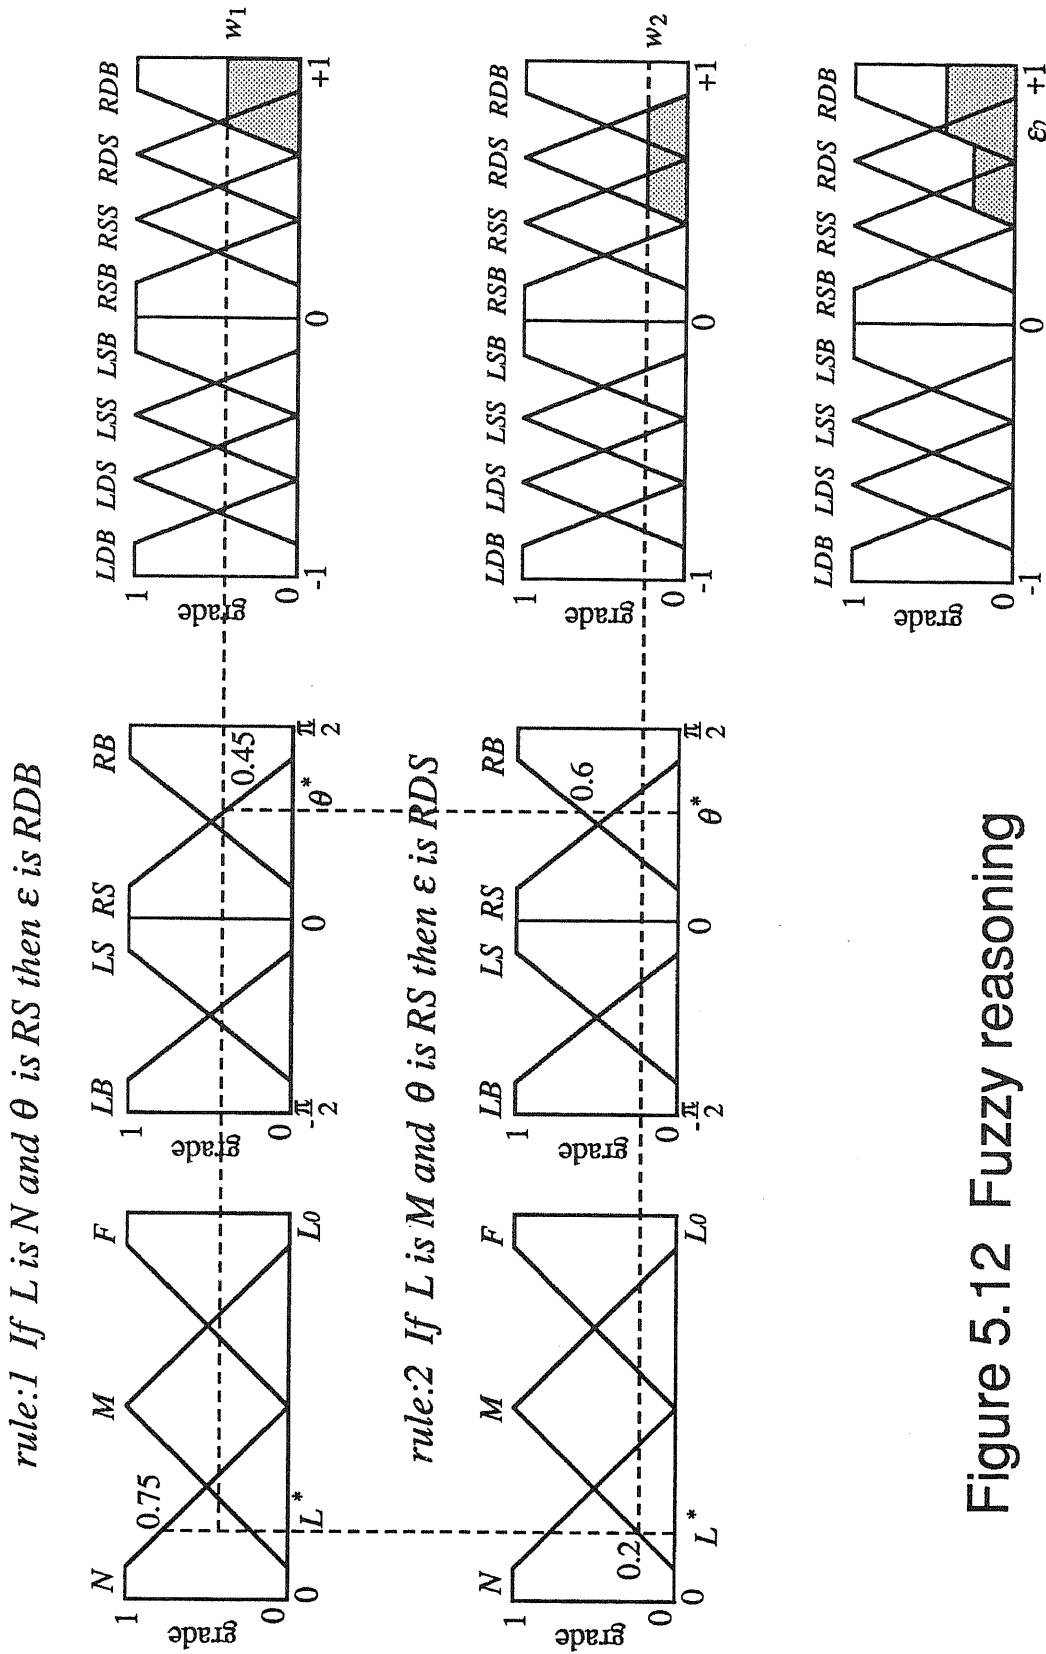 rule:1 If L is N and θ is RS then ε is RDB
N M F
1
grade
0
0.75
0 L* L0
LB LS RS RB
1
grade
0
0.45
-π/2 0 θ* π/2
LDB LDS LSS LSB RSB RSS RDS RDB
1
grade
0
w1
-1 0 +1
rule:2 If L is M and θ is RS then ε is RDS
N M F
1
grade
0
0.2
0 L* L0
LB LS RS RB
1
grade
0
0.6
-π/2 0 θ* π/2
LDB LDS LSS LSB RSB RSS RDS RDB
1
grade
0
w2
-1 0 +1
LDB LDS LSS LSB RSB RSS RDS RDB
1
grade
0
-1 0 ε0 +1
Figure 5.12 Fuzzy reasoning